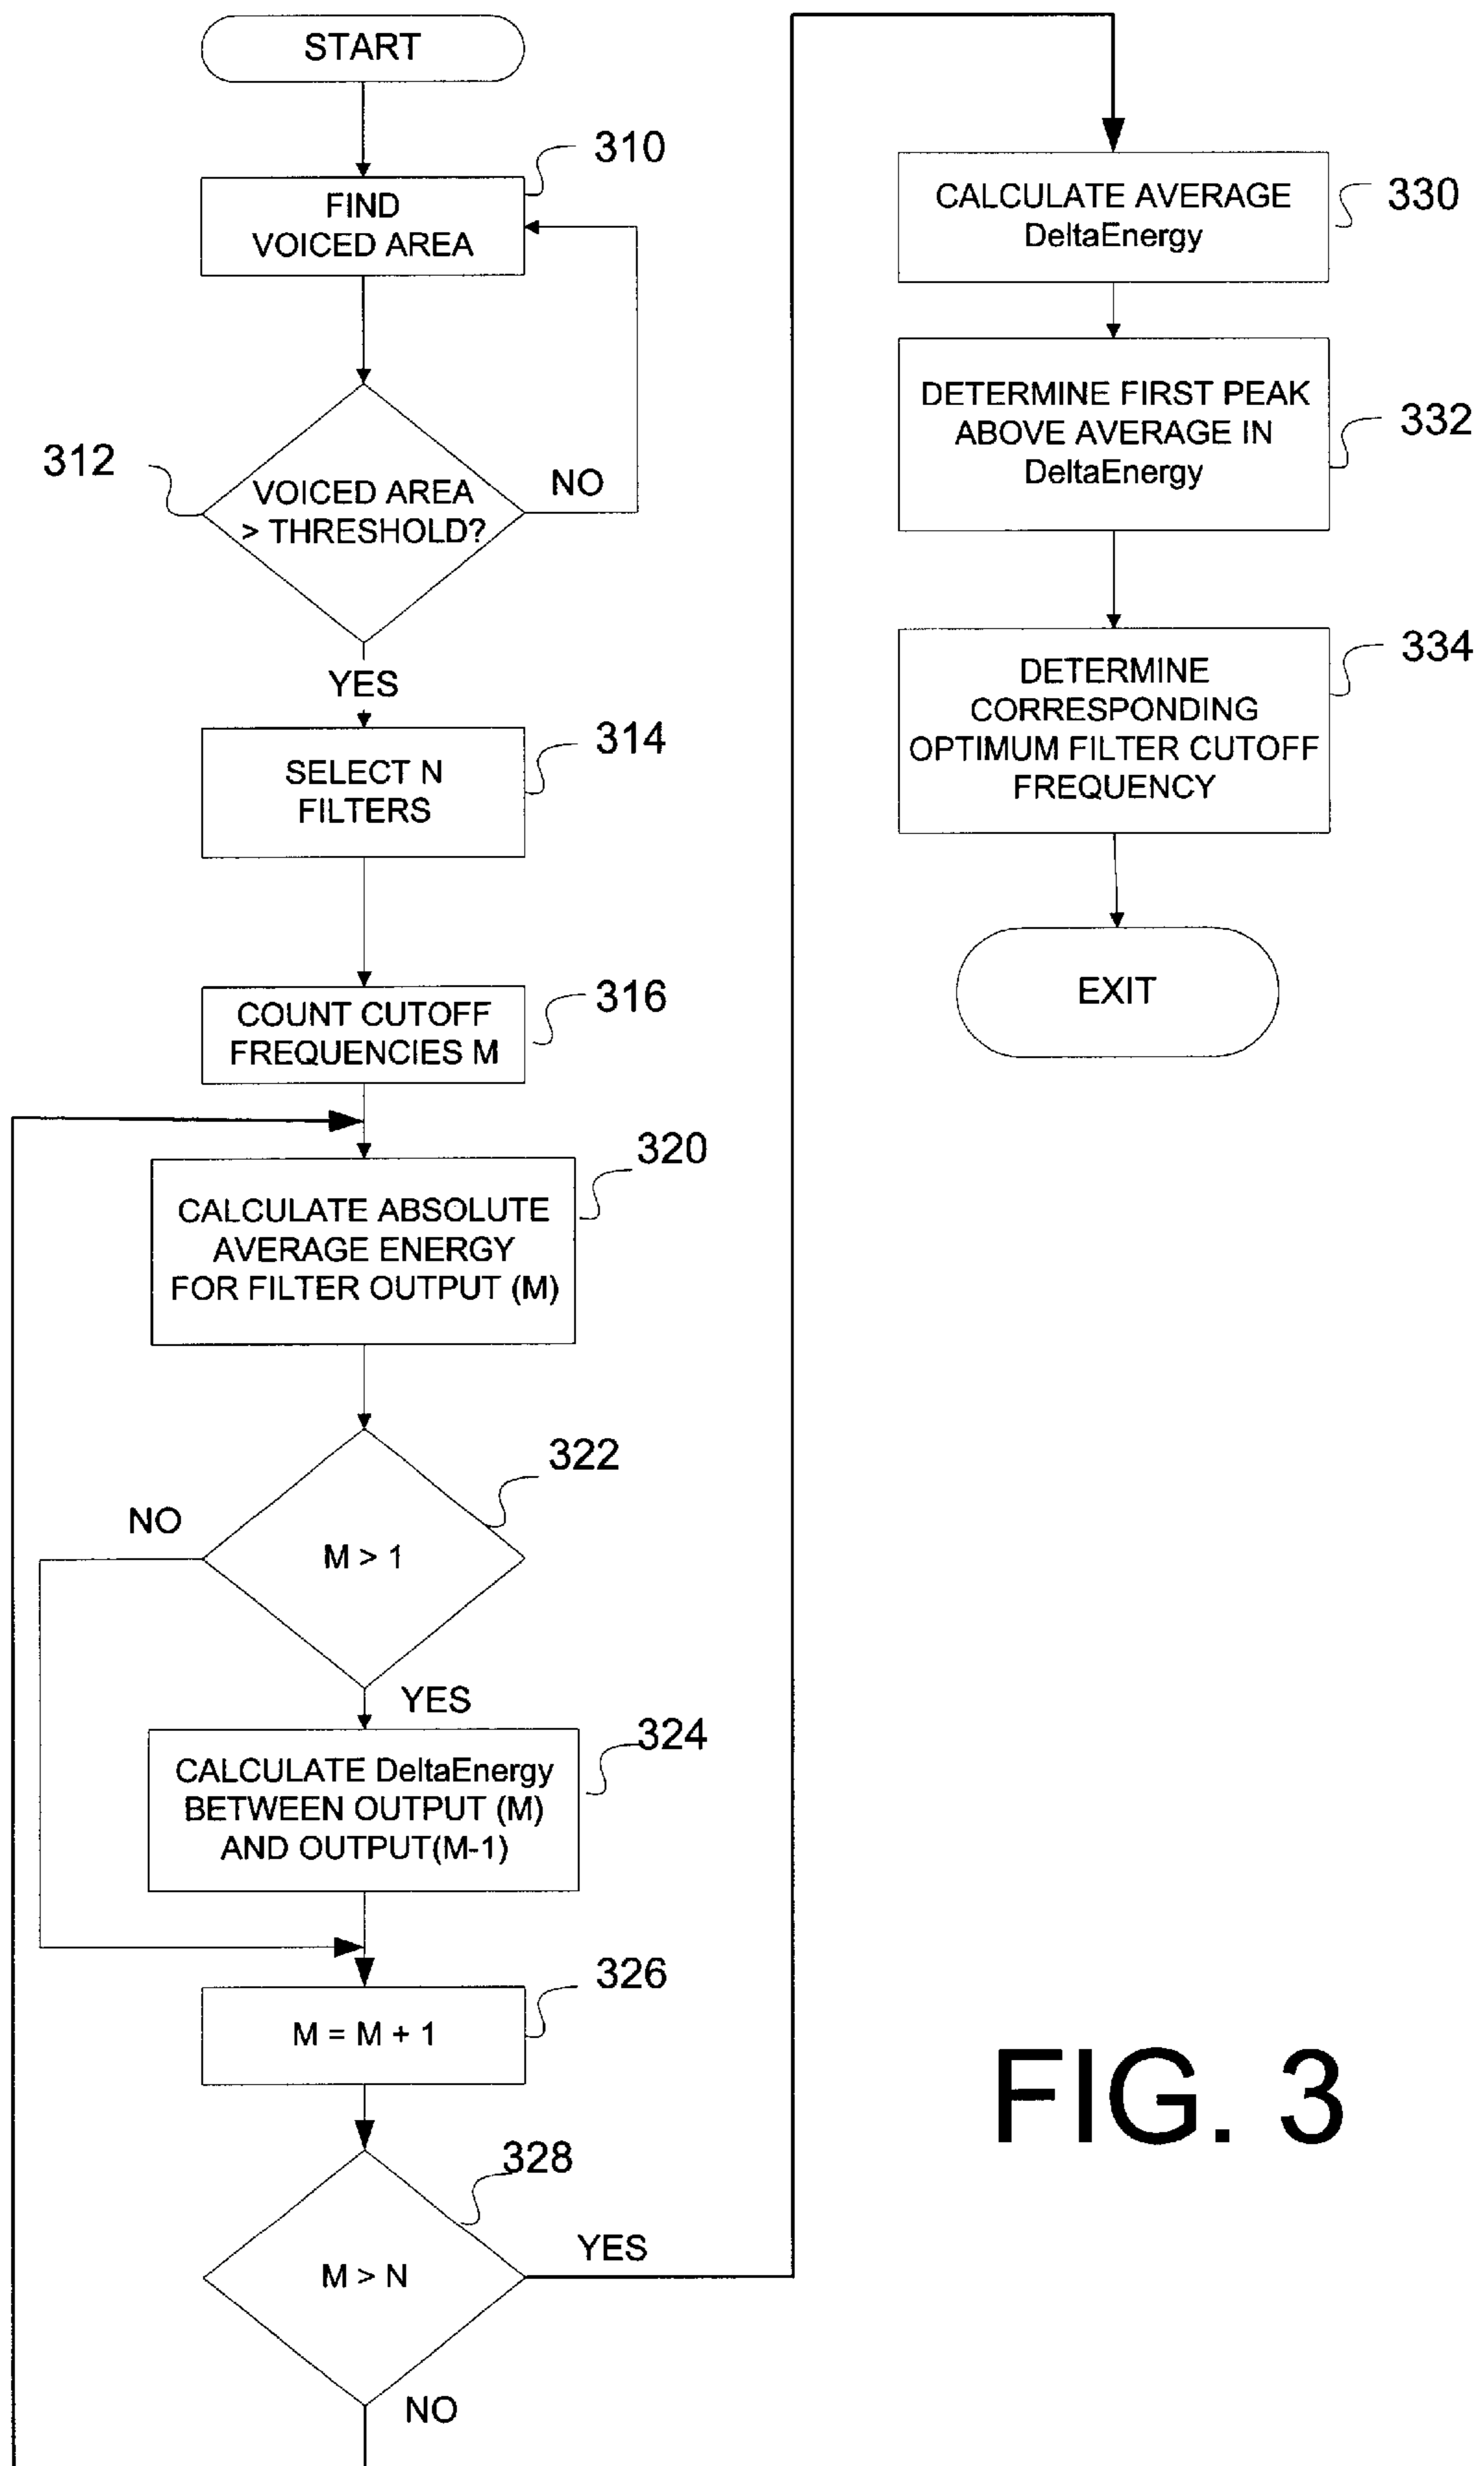 START
310
FIND
VOICED AREA
312
VOICED AREA
> THRESHOLD?
NO
YES
314
SELECT N
FILTERS
316
COUNT CUTOFF
FREQUENCIES M
320
CALCULATE ABSOLUTE
AVERAGE ENERGY
FOR FILTER OUTPUT (M)
322
NO
M > 1
YES
324
CALCULATE DeltaEnergy
BETWEEN OUTPUT (M)
AND OUTPUT(M-1)
326
M = M + 1
328
M > N
YES
NO
330
CALCULATE AVERAGE
DeltaEnergy
332
DETERMINE FIRST PEAK
ABOVE AVERAGE IN
DeltaEnergy
334
DETERMINE
CORRESPONDING
OPTIMUM FILTER CUTOFF
FREQUENCY
EXIT
FIG. 3